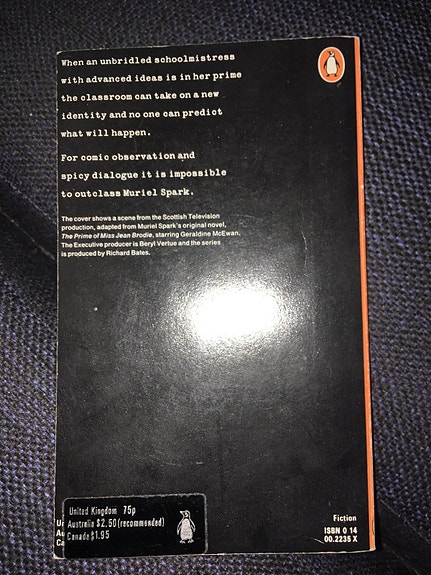 When an unbridled schoolmistress
with advanced ideas is in her prime
the classroom can take on a new
identity and no one can predict
what will happen.
For comic observation and
spicy dialogue it is impossible
to outclass Muriel Spark.
The cover shows a scene from the Scottish Television
production, adapted from Muriel Spark's original novel,
The Prime of Miss Jean Brodie, starring Geraldine McEwan.
The Executive producer is Beryl Vertue and the series
is produced by Richard Bates.
United Kingdom 75p
Australia $2.50 (recommended)
Canada $1.95
Fiction
ISBN 0 14
00.2235 X